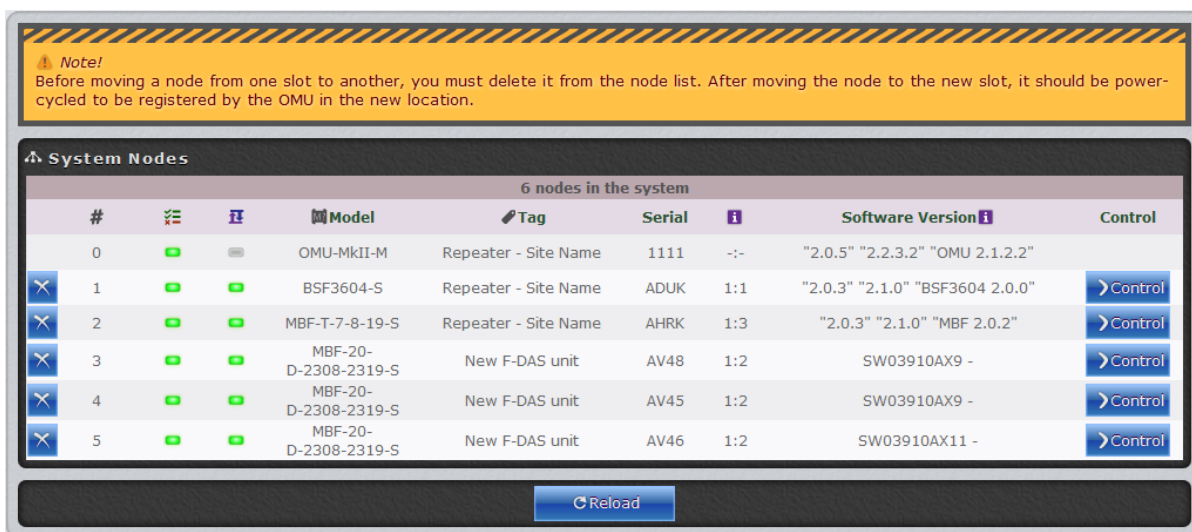 Note!
Before moving a node from one slot to another, you must delete it from the node list. After moving the node to the new slot, it should be power-
cycled to be registered by the OMU in the new location.
System Nodes
6 nodes in the system
# Model Tag Serial Software Version Control
0 OMU-MkII-M Repeater - Site Name 1111 -:- "2.0.5" "2.2.3.2" "OMU 2.1.2.2"
1 BSF3604-S Repeater - Site Name ADUK 1:1 "2.0.3" "2.1.0" "BSF3604 2.0.0" Control
2 MBF-T-7-8-19-S Repeater - Site Name AHRK 1:3 "2.0.3" "2.1.0" "MBF 2.0.2" Control
MBF-20-
3 D-2308-2319-S New F-DAS unit AV48 1:2 SW03910AX9 - Control
MBF-20-
4 D-2308-2319-S New F-DAS unit AV45 1:2 SW03910AX9 - Control
MBF-20-
5 D-2308-2319-S New F-DAS unit AV46 1:2 SW03910AX11 - Control
Reload